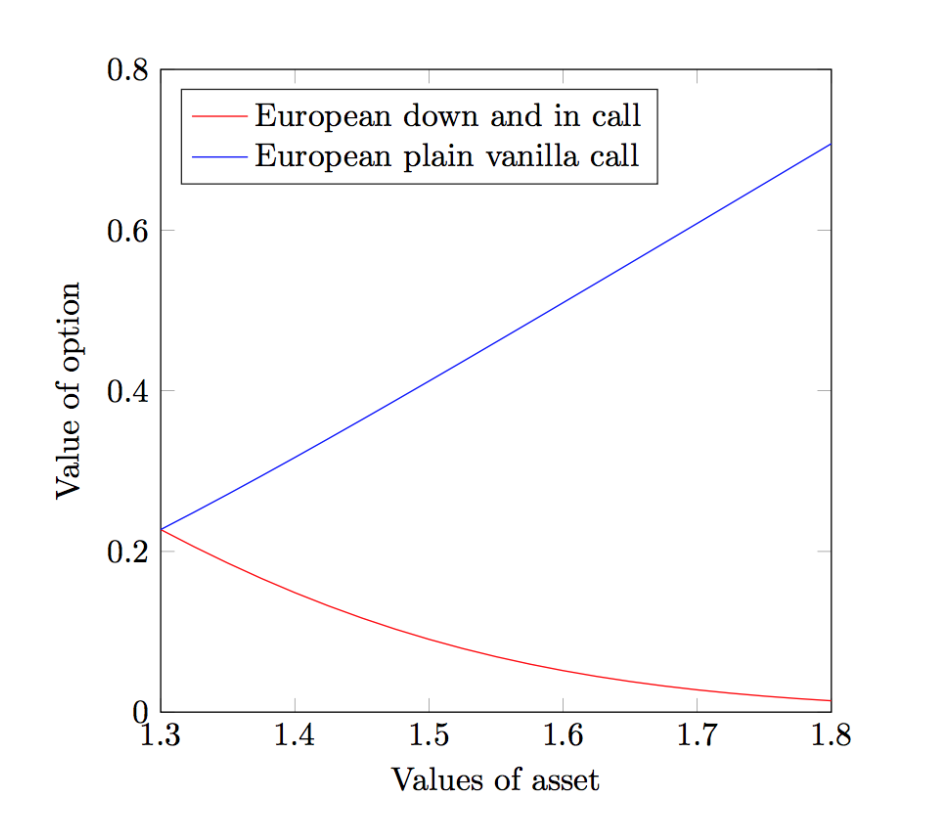 0.8
European down and in call
European plain vanilla call
0.6
Value of option
0.4
0.2
0
1.3 1.4 1.5 1.6 1.7 1.8
Values of asset